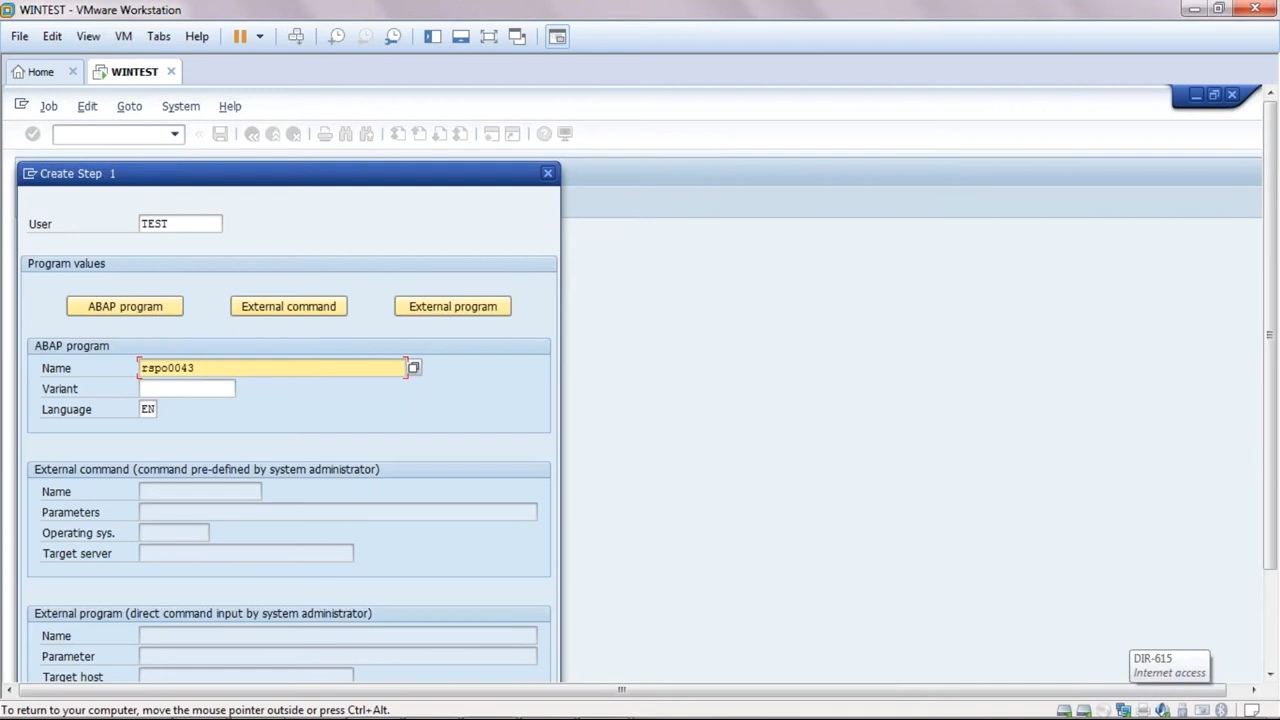 WINTEST - VMware Workstation
File Edit View VM Tabs Help
Home WINTEST
Job Edit Goto System Help
Create Step 1
User TEST
Program values
ABAP program External command External program
ABAP program
Name rspo0043
Variant
Language EN
External command (command pre-defined by system administrator)
Name
Parameters
Operating sys.
Target server
External program (direct command input by system administrator)
Name
Parameter
Target host
DIR-615
Internet access
To return to your computer, move the mouse pointer outside or press Ctrl+Alt.